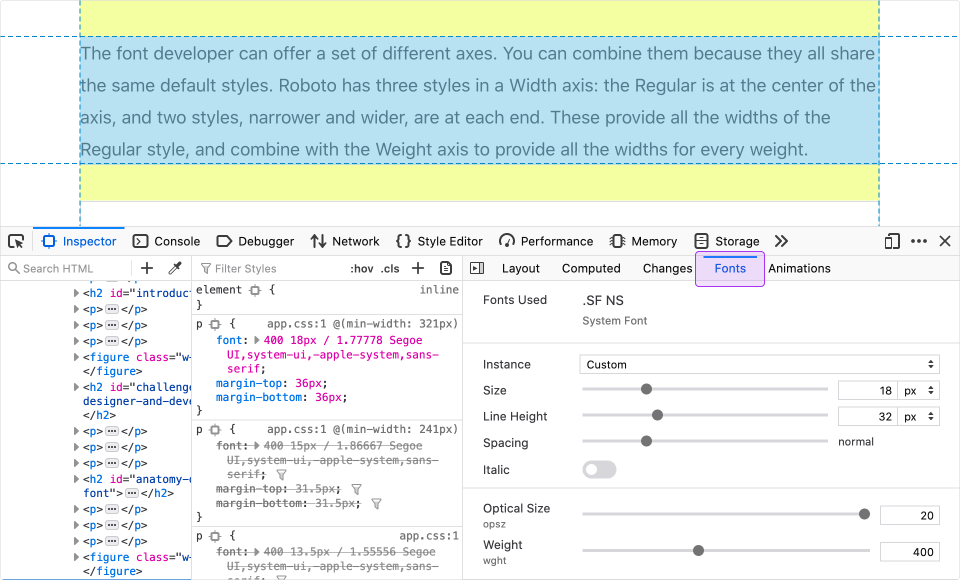 The font developer can offer a set of different axes. You can combine them because they all share
the same default styles. Roboto has three styles in a Width axis: the Regular is at the center of the
axis, and two styles, narrower and wider, are at each end. These provide all the widths of the
Regular style, and combine with the Weight axis to provide all the widths for every weight.
Inspector Console Debugger Network Style Editor Performance Memory Storage
Search HTML
<h2 id="introduct
<p> ··· </p>
<p> ··· </p>
<p> ··· </p>
<figure class="w-
</figure>
<h2 id="challenge
designer-and-deve
</h2>
<p> ··· </p>
<p> ··· </p>
<p> ··· </p>
<h2 id="anatomy-o
font"> ··· </h2>
<p> ··· </p>
<p> ··· </p>
<p> ··· </p>
<figure class="w-
</figure>
Filter Styles :hov .cls +
element { inline
}
p { app.css:1 @(min-width: 321px)
font: 400 18px / 1.77778 Segoe
UI,system-ui,-apple-system,sans-
serif;
margin-top: 36px;
margin-bottom: 36px;
}
p { app.css:1 @(min-width: 241px)
font: 400 15px / 1.86667 Segoe
UI,system-ui,-apple-system,sans-
serif;
margin-top: 31.5px;
margin-bottom: 31.5px;
}
p { app.css:1
font: 400 13.5px / 1.55556 Segoe
UI,system-ui,-apple-system,sans-
serif;
Layout Computed Changes Fonts Animations
Fonts Used .SF NS
System Font
Instance Custom
Size 18 px
Line Height 32 px
Spacing normal
Italic
Optical Size 20
opsz
Weight 400
wght